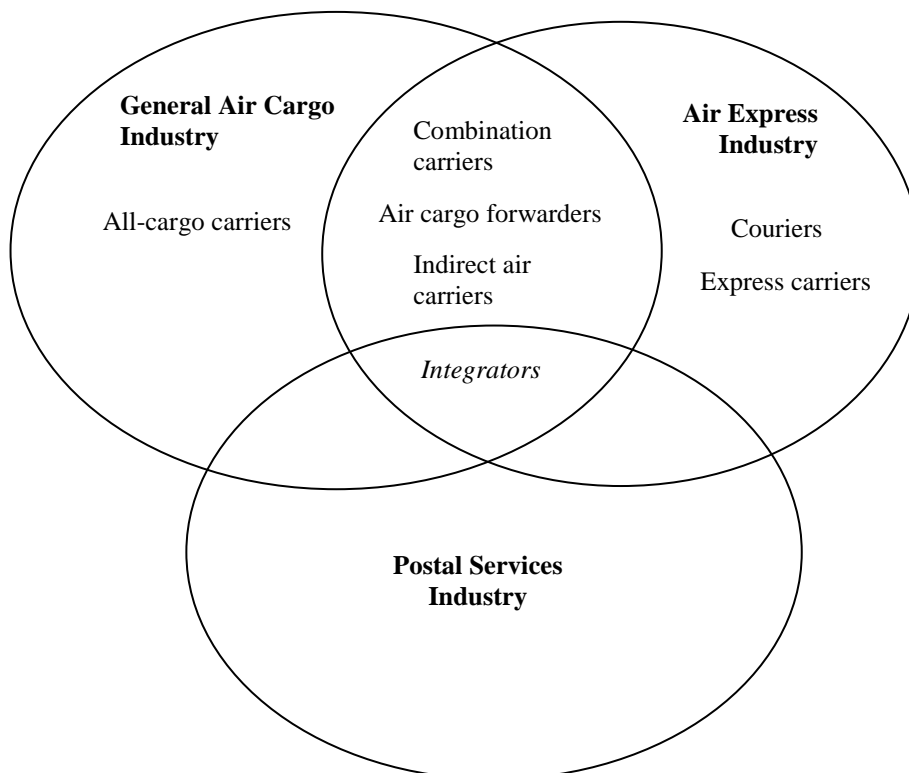 General Air Cargo
Industry
All-cargo carriers
Combination
carriers
Air cargo forwarders
Indirect air
carriers
Air Express
Industry
Couriers
Express carriers
Integrators
Postal Services
Industry